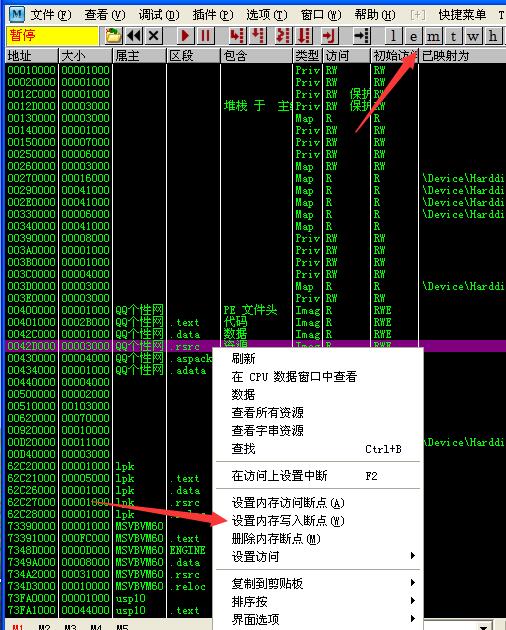 文件(F) 查看(V) 调试(D) 插件(P) 选项(T) 窗口(W) 帮助(H) [+] 快捷菜单 T
暂停 l e m t w h
地址 大小 属主 区段 包含 类型 访问 初始访 已映射为
00010000 00001000 Priv RW RW
00020000 00001000 Priv RW RW
0012C000 00001000 Priv RW 保护 RW
0012D000 00003000 堆栈 于 主 Priv RW 保护 RW
00130000 00003000 Map R R
00140000 00001000 Priv RW RW
00150000 00007000 Priv RW RW
00250000 00006000 Priv RW RW
00260000 00003000 Map RW RW
00270000 00016000 Map R R \Device\Harddi
00290000 00041000 Map R R \Device\Harddi
002E0000 00041000 Map R R \Device\Harddi
00330000 00006000 Map R R \Device\Harddi
00340000 00041000 Map R R
00390000 00008000 Priv RW RW
003A0000 00001000 Priv RW RW
003B0000 00001000 Priv RW RW
003C0000 00004000 Priv RW RW
003D0000 00003000 Map R R \Device\Harddi
003E0000 00003000 Priv RW RW
00400000 00001000 QQ个性网 PE 文件头 Imag R RWE
00401000 0002B000 QQ个性网 .text 代码 Imag R RWE
0042C000 00001000 QQ个性网 .data 数据 Imag R RWE
0042D000 00003000 QQ个性网 .rsrc 资源 Imag R RWE
00430000 00004000 QQ个性网 .aspack
00434000 00001000 QQ个性网 .adata
00440000 00004000
00500000 00002000
00510000 00103000
00620000 00070000
00920000 00010000
00D20000 00011000 \Device\Harddi
00D40000 00003000
62C20000 00001000 lpk
62C21000 00005000 lpk .text
62C26000 00001000 lpk .data
62C27000 00001000 lpk .rsrc
62C28000 00001000 lpk
73390000 00001000 MSVBVM60
73391000 000FC000 MSVBVM60 .text
7348D000 0000D000 MSVBVM60 ENGINE
7349A000 00008000 MSVBVM60 .data
734A2000 00031000 MSVBVM60 .rsrc
734D3000 00010000 MSVBVM60 .reloc
73FA0000 00001000 usp10
73FA1000 00044000 usp10 .text
刷新
在 CPU 数据窗口中查看
数据
查看所有资源
查看字串资源
查找 Ctrl+B
在访问上设置中断 F2
设置内存访问断点(A)
设置内存写入断点(W)
删除内存断点(M)
设置访问
复制到剪贴板
排序按
界面选项
M1 M2 M3 M4 M5